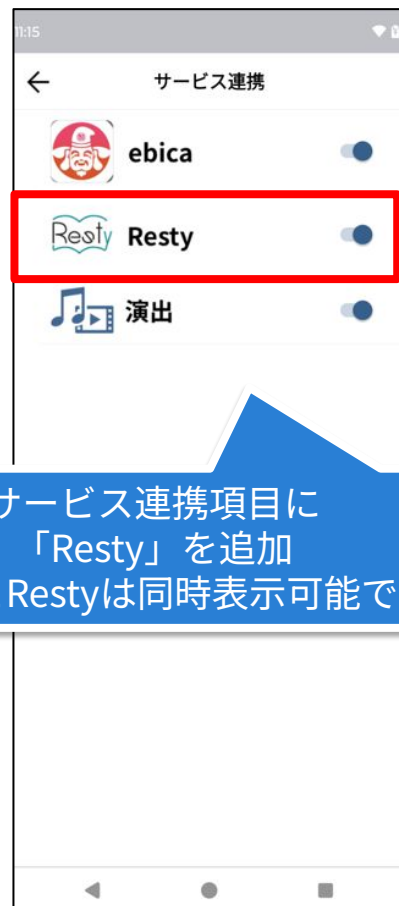 11:15
サービス連携
ebica
Resty Resty
演出
サービス連携項目に
「Resty」を追加
Restyは同時表示可能で